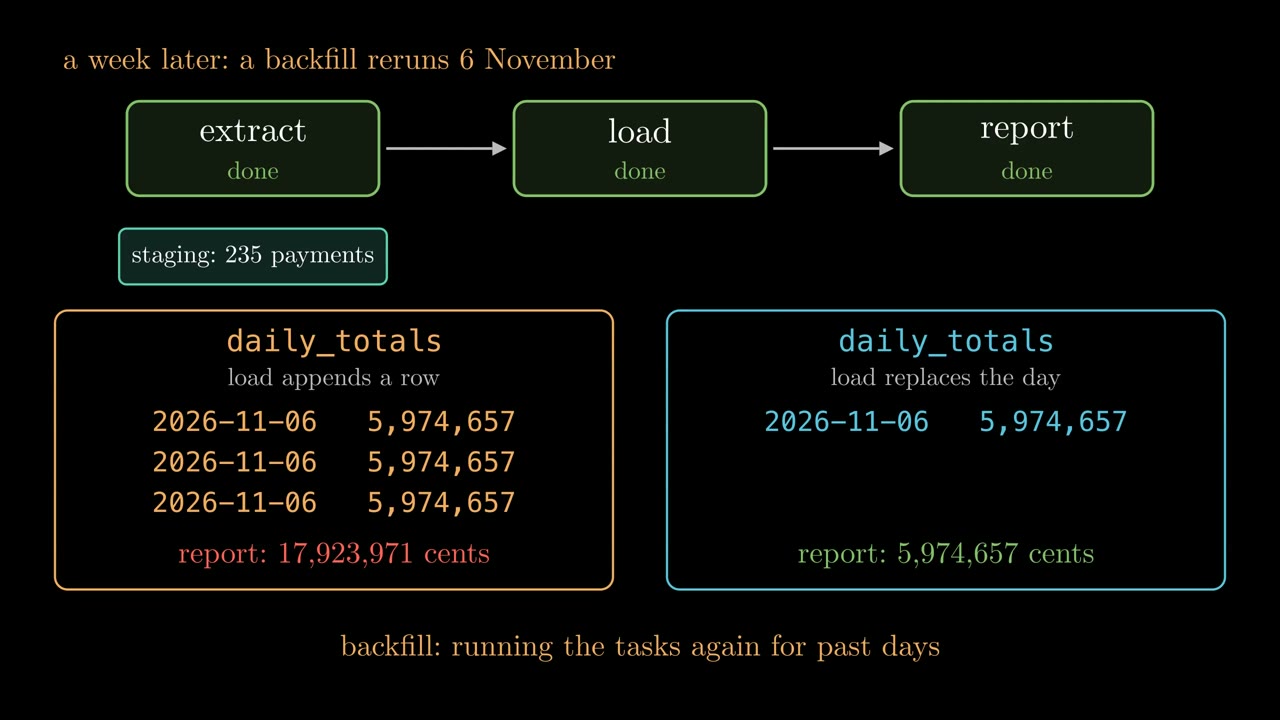 a week later: a backfill reruns 6 November
extract
done
load
done
report
done
staging: 235 payments
daily_totals
load appends a row
2026-11-06 5,974,657
2026-11-06 5,974,657
2026-11-06 5,974,657
report: 17,923,971 cents
daily_totals
load replaces the day
2026-11-06 5,974,657
report: 5,974,657 cents
backfill: running the tasks again for past days